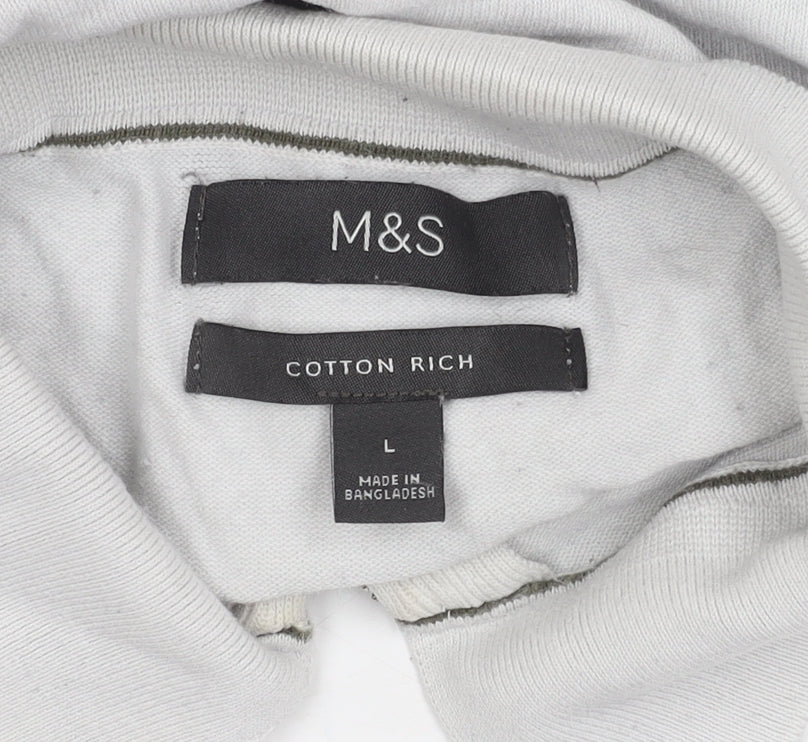 M&S
COTTON RICH
L
MADE IN
BANGLADESH